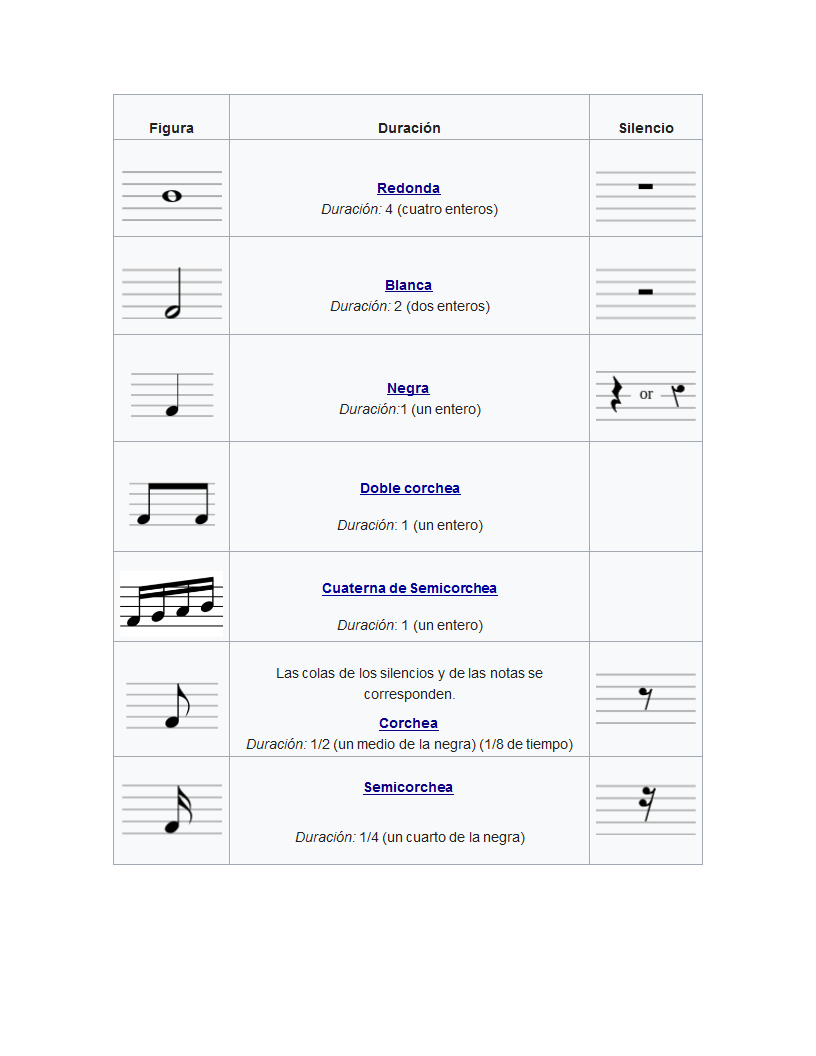 Figura Duración Silencio
Redonda
Duración: 4 (cuatro enteros)
Blanca
Duración: 2 (dos enteros)
Negra
Duración:1 (un entero)
or
Doble corchea
Duración: 1 (un entero)
Cuaterna de Semicorchea
Duración: 1 (un entero)
Las colas de los silencios y de las notas se
corresponden.
Corchea
Duración: 1/2 (un medio de la negra) (1/8 de tiempo)
Semicorchea
Duración: 1/4 (un cuarto de la negra)